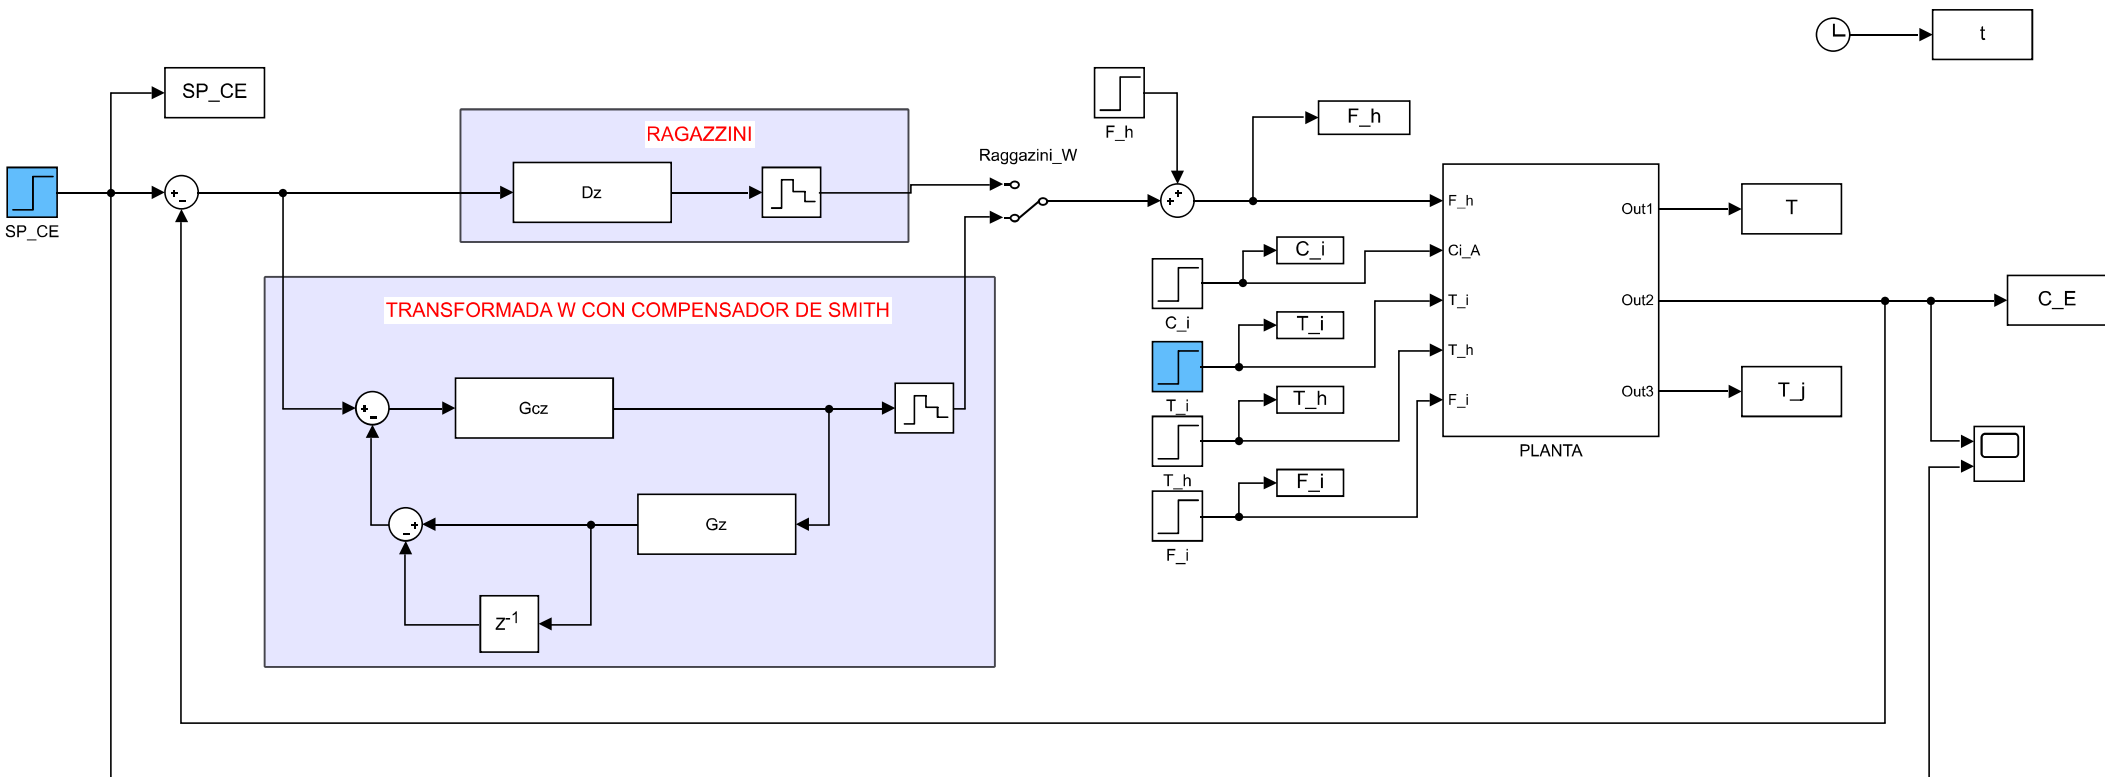 t
SP_CE
F_h
F_h
RAGAZZINI
Raggazini_W
SP_CE
Dz
F_h
Out1
T
C_i
Ci_A
C_i
TRANSFORMADA W CON COMPENSADOR DE SMITH
T_i
T_i
Out2
C_E
T_i
T_h
T_h
Out3
T_j
Gcz
F_i
PLANTA
T_h
F_i
Gz
F_i
z-1